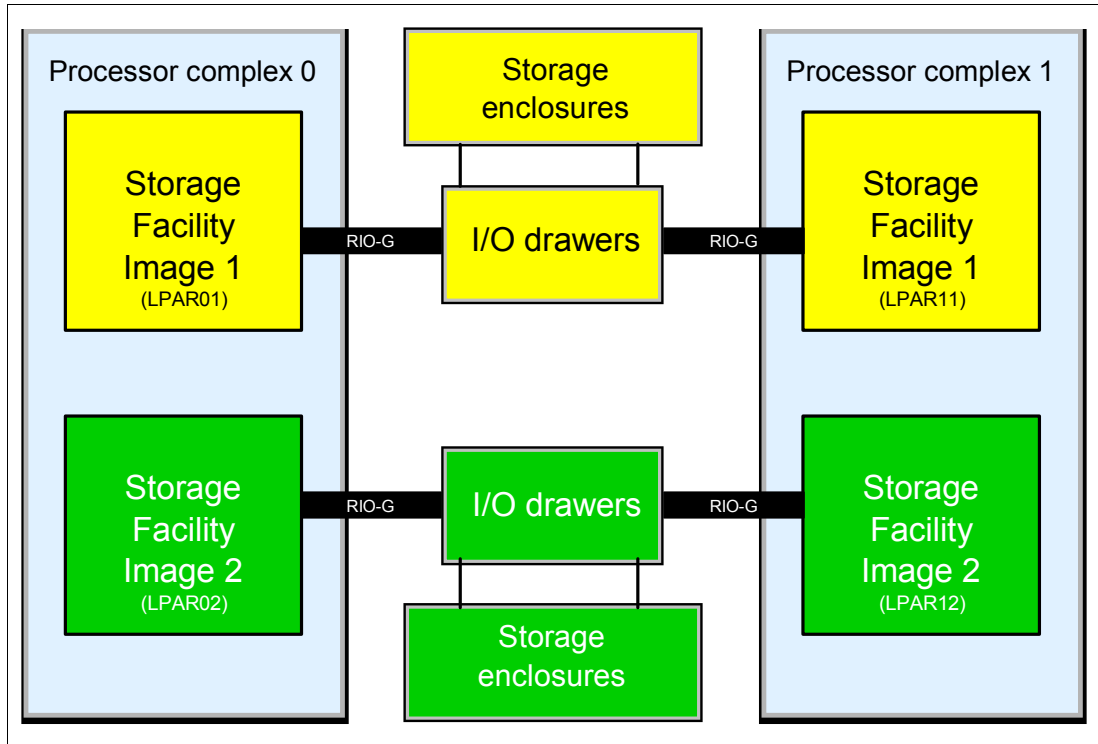 Processor complex 0
Storage
Facility
Image 1
(LPAR01)
RIO-G
Storage
enclosures
I/O drawers
RIO-G
Processor complex 1
Storage
Facility
Image 1
(LPAR11)
Storage
Facility
Image 2
(LPAR02)
RIO-G
I/O drawers
Storage
enclosures
RIO-G
Storage
Facility
Image 2
(LPAR12)